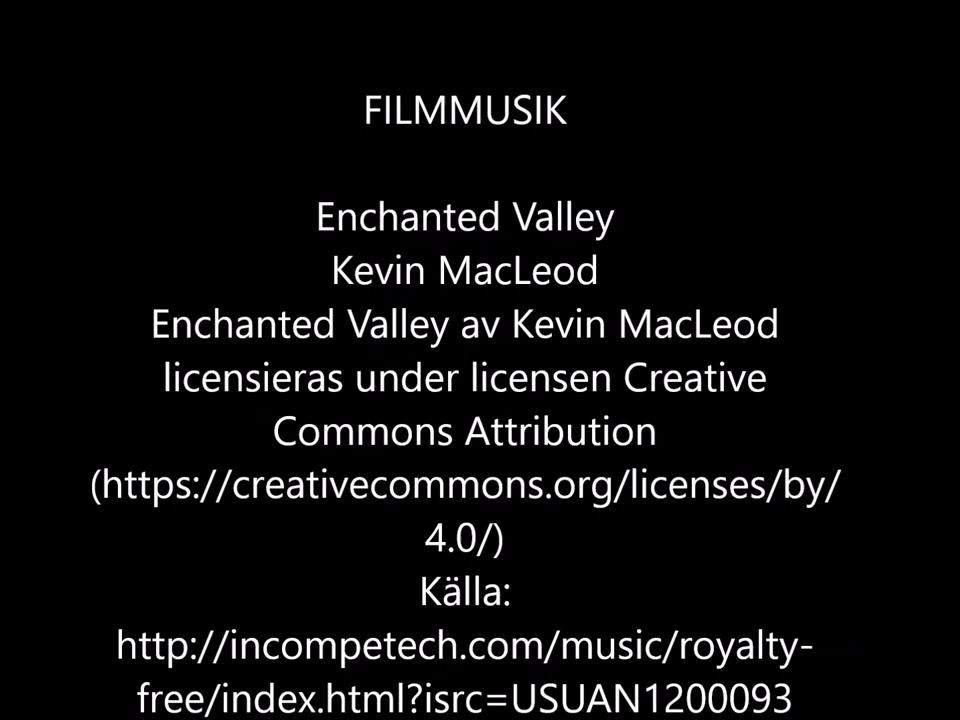 FILMMUSIK
Enchanted Valley
Kevin MacLeod
Enchanted Valley av Kevin MacLeod
licensieras under licensen Creative
Commons Attribution
(https://creativecommons.org/licenses/by/
4.0/)
Källa:
http://incompetech.com/music/royalty-
free/index.html?isrc=USUAN1200093